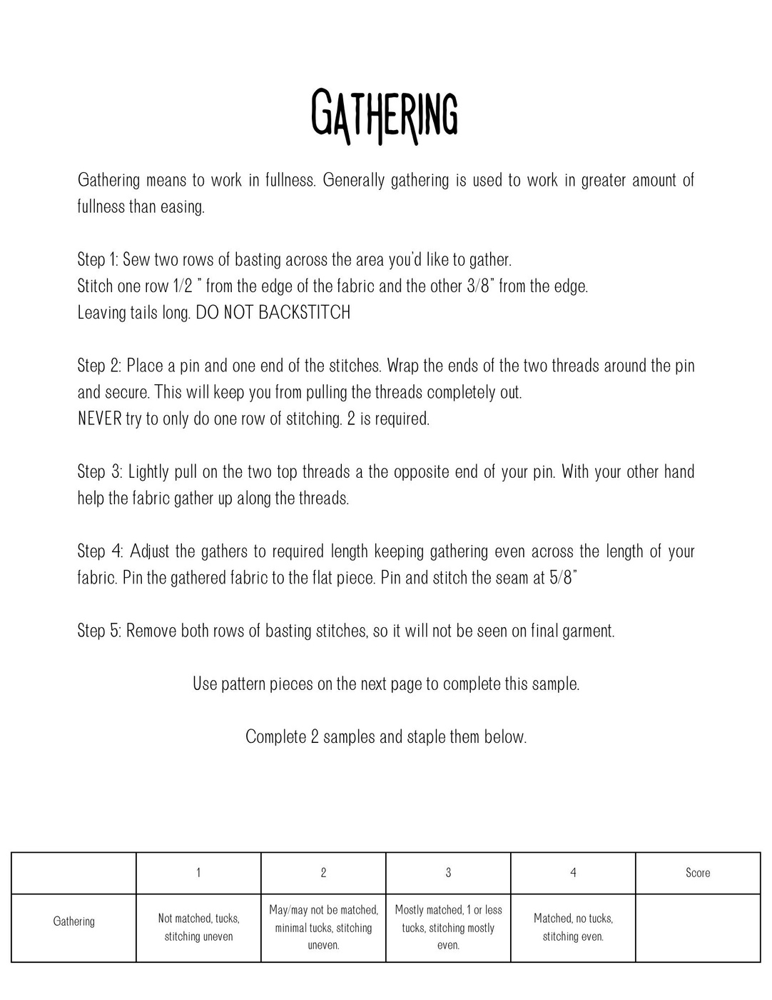 GATHERING
Gathering means to work in fullness. Generally gathering is used to work in greater amount of
fullness than easing.
Step 1: Sew two rows of basting across the area you'd like to gather.
Stitch one row 1/2 " from the edge of the fabric and the other 3/8" from the edge.
Leaving tails long. DO NOT BACKSTITCH
Step 2: Place a pin and one end of the stitches. Wrap the ends of the two threads around the pin
and secure. This will keep you from pulling the threads completely out.
NEVER try to only do one row of stitching. 2 is required.
Step 3: Lightly pull on the two top threads a the opposite end of your pin. With your other hand
help the fabric gather up along the threads.
Step 4: Adjust the gathers to required length keeping gathering even across the length of your
fabric. Pin the gathered fabric to the flat piece. Pin and stitch the seam at 5/8"
Step 5: Remove both rows of basting stitches, so it will not be seen on final garment.
Use pattern pieces on the next page to complete this sample.
Complete 2 samples and staple them below.
1
2
3
4
Score
Gathering
Not matched, tucks,
stitching uneven
May/may not be matched,
minimal tucks, stitching
uneven.
Mostly matched, 1 or less
tucks, stitching mostly
even.
Matched, no tucks,
stitching even.